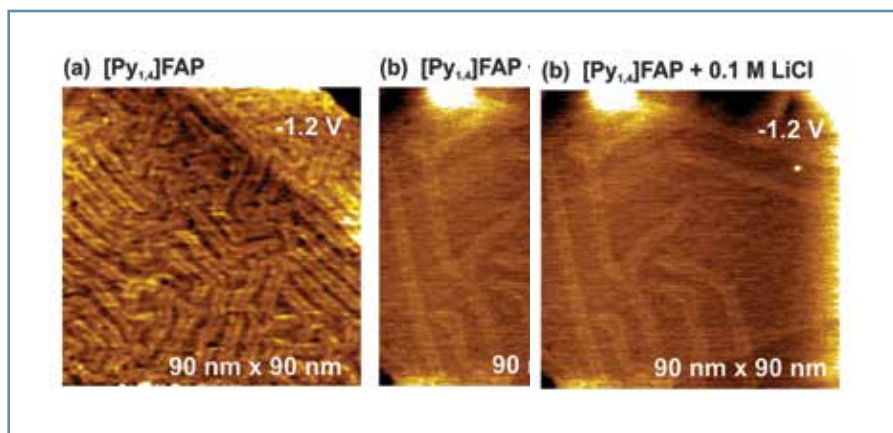 (a) [Py₁,₄]FAP
-1.2 V
90 nm x 90 nm
(b) [Py₁,₄]FAP
90
(b) [Py₁,₄]FAP + 0.1 M LiCl
-1.2 V
90 nm x 90 nm